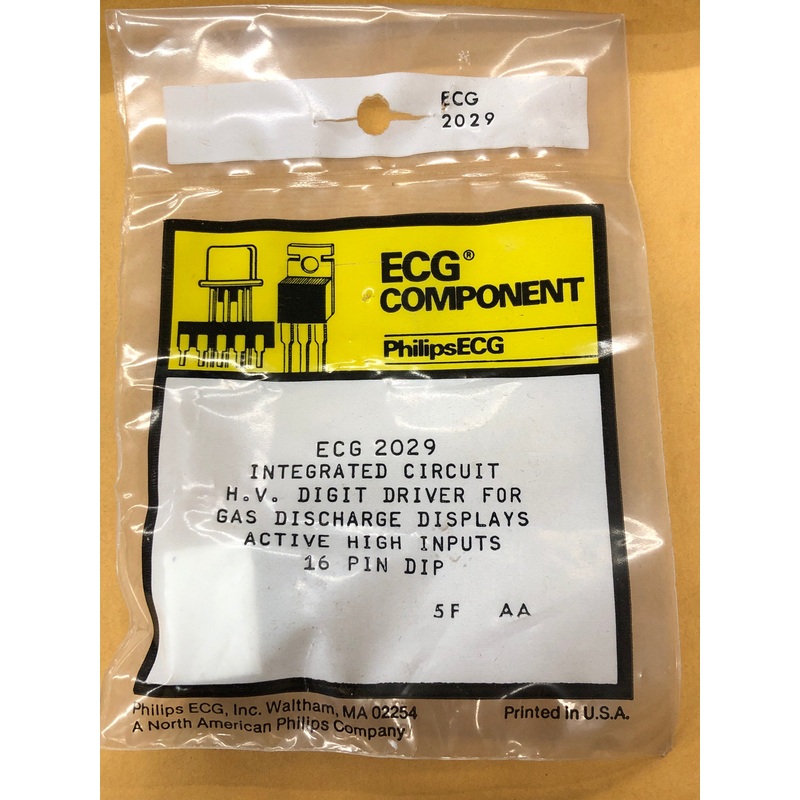 ECG
2029
ECG®
COMPONENT
PhilipsECG
ECG 2029
INTEGRATED CIRCUIT
H.V. DIGIT DRIVER FOR
GAS DISCHARGE DISPLAYS
ACTIVE HIGH INPUTS
16 PIN DIP
5F AA
Philips ECG, Inc. Waltham, MA 02254
A North American Philips Company
Printed in U.S.A.